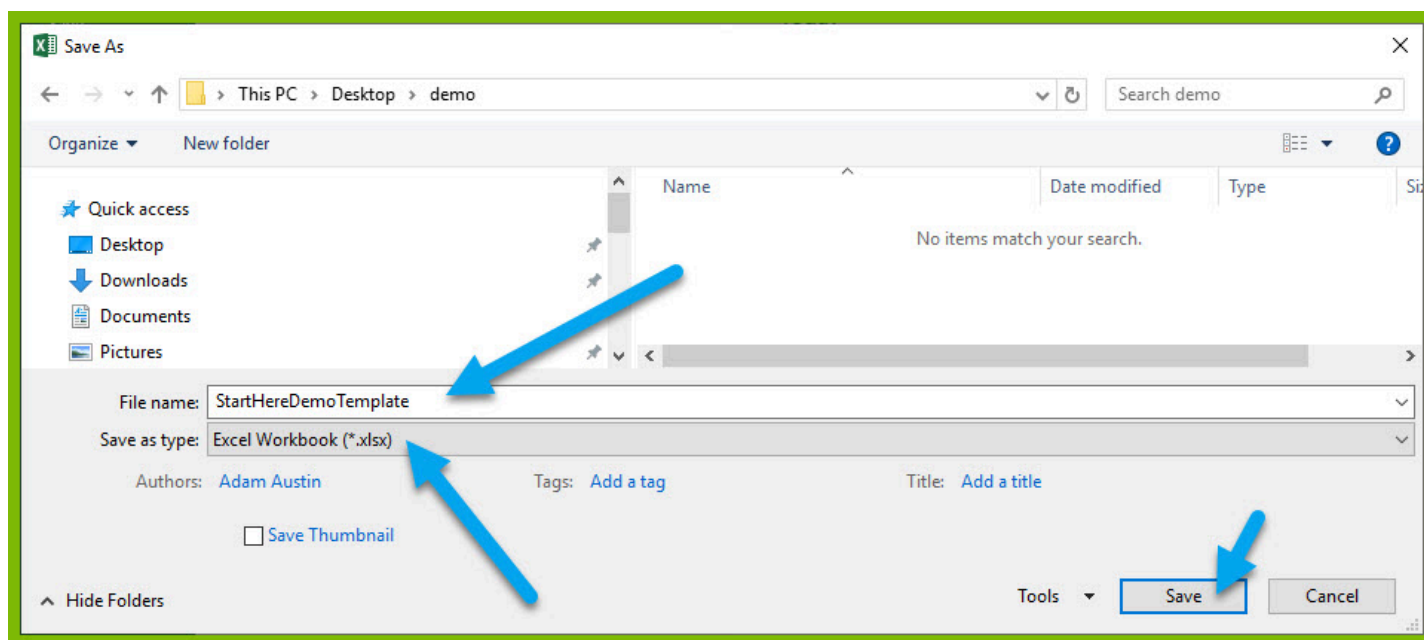 Save As
This PC > Desktop > demo
Search demo
Organize
New folder
Name
Date modified
Type
Quick access
No items match your search.
Desktop
Downloads
Documents
Pictures
File name: StartHereDemoTemplate
Save as type: Excel Workbook (*.xlsx)
Authors: Adam Austin
Tags: Add a tag
Title: Add a title
Save Thumbnail
Hide Folders
Tools
Save
Cancel